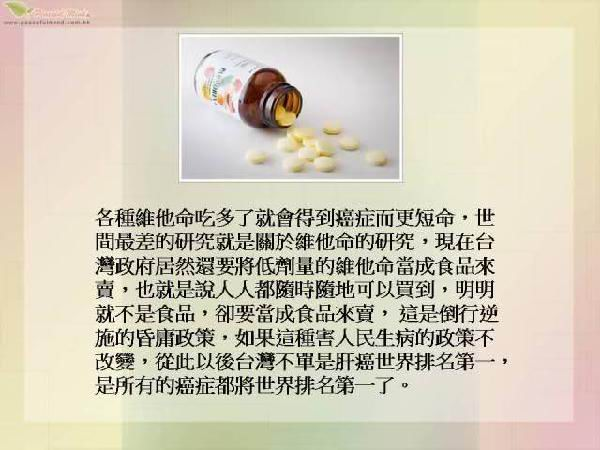 www.peacefulmind.com.hk
各種維他命吃多了就會得到癌症而更短命，世
間最差的研究就是關於維他命的研究，現在台
灣政府居然還要將低劑量的維他命當成食品來
賣，也就是說人人都隨時隨地可以買到，明明
就不是食品，卻要當成食品來賣， 這是倒行逆
施的昏庸政策，如果這種害人民生病的政策不
改變，從此以後台灣不單是肝癌世界排名第一，
是所有的癌症都將世界排名第一了。